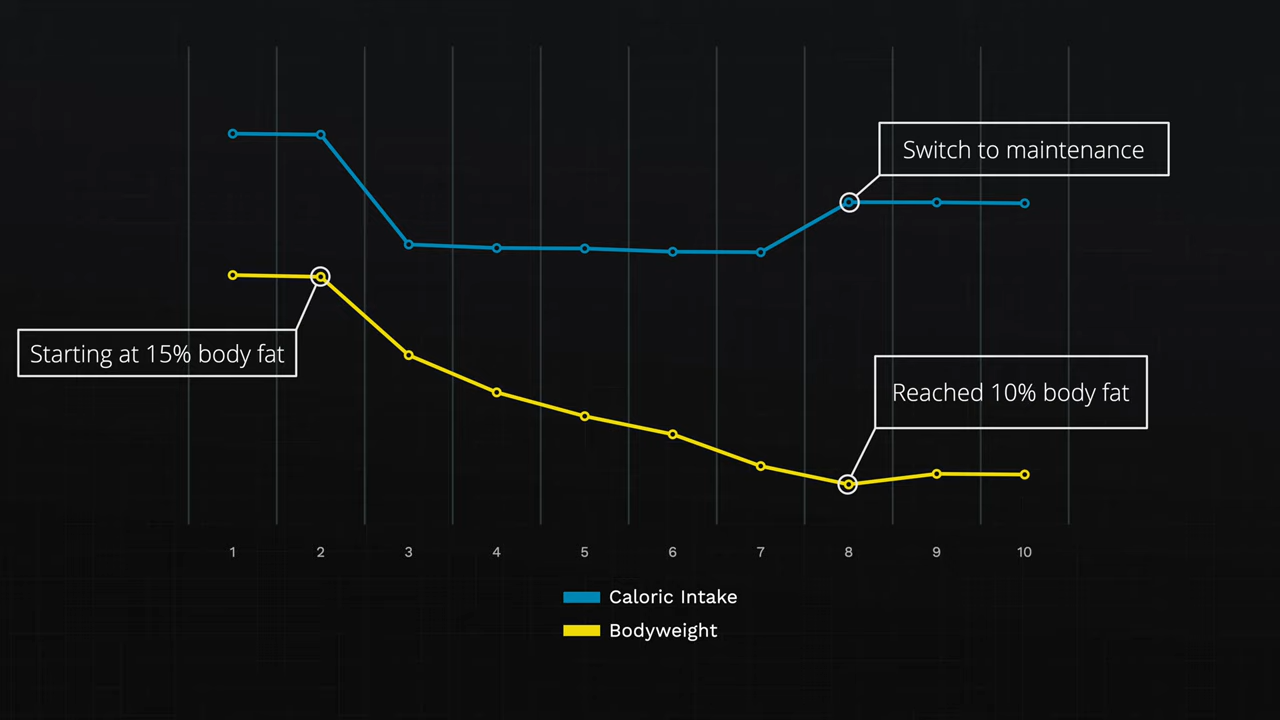 Switch to maintenance
Starting at 15% body fat
Reached 10% body fat
1 2 3 4 5 6 7 8 9 10
Caloric Intake
Bodyweight